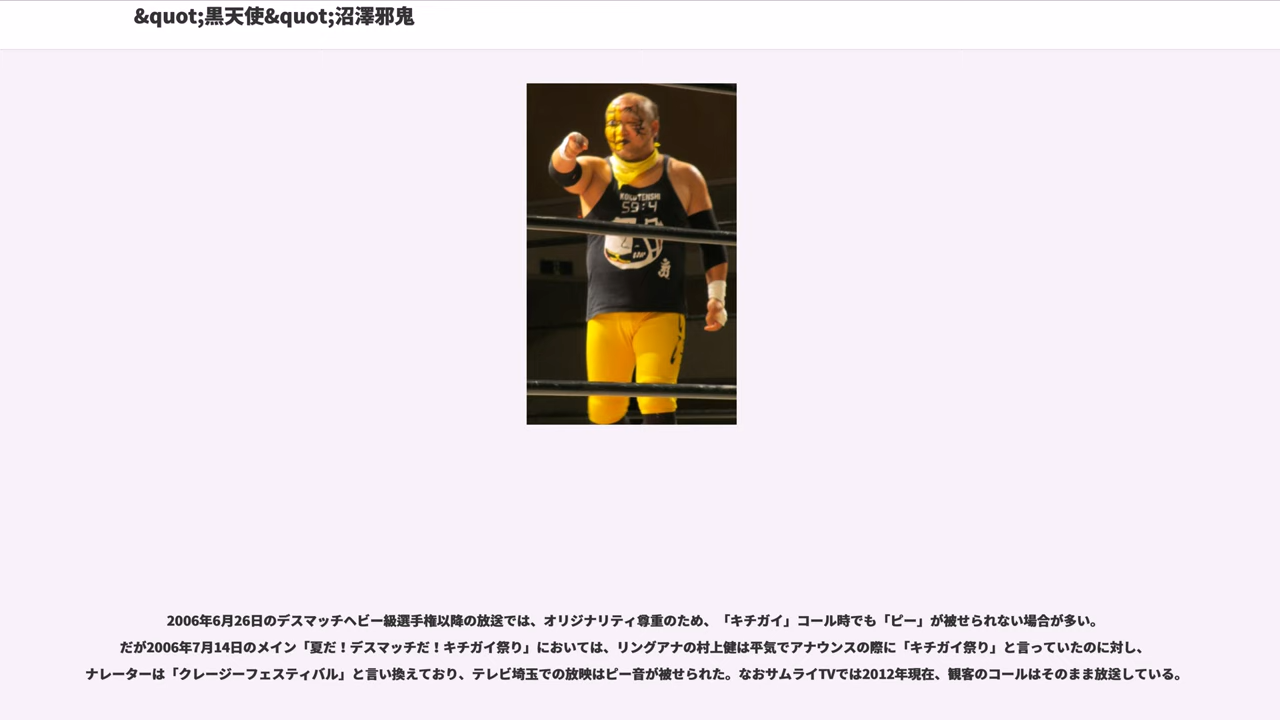 &quot;黒天使&quot;沼澤邪鬼
KOKUTENSHI
59:4
2006年6月26日のデスマッチヘビー級選手権以降の放送では、オリジナリティ尊重のため、「キチガイ」コール時でも「ピー」が被せられない場合が多い。
だが2006年7月14日のメイン「夏だ！デスマッチだ！キチガイ祭り」においては、リングアナの村上健は平気でアナウンスの際に「キチガイ祭り」と言っていたのに対し、
ナレーターは「クレージーフェスティバル」と言い換えており、テレビ埼玉での放映はピー音が被せられた。なおサムライTVでは2012年現在、観客のコールはそのまま放送している。